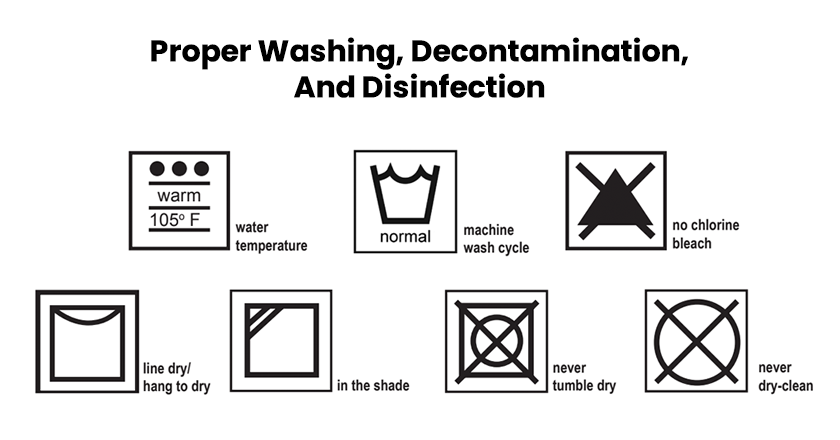 Proper Washing, Decontamination,
And Disinfection
warm
105º F
water
temperature
normal
machine
wash cycle
no chlorine
bleach
line dry/
hang to dry
in the shade
never
tumble dry
never
dry-clean